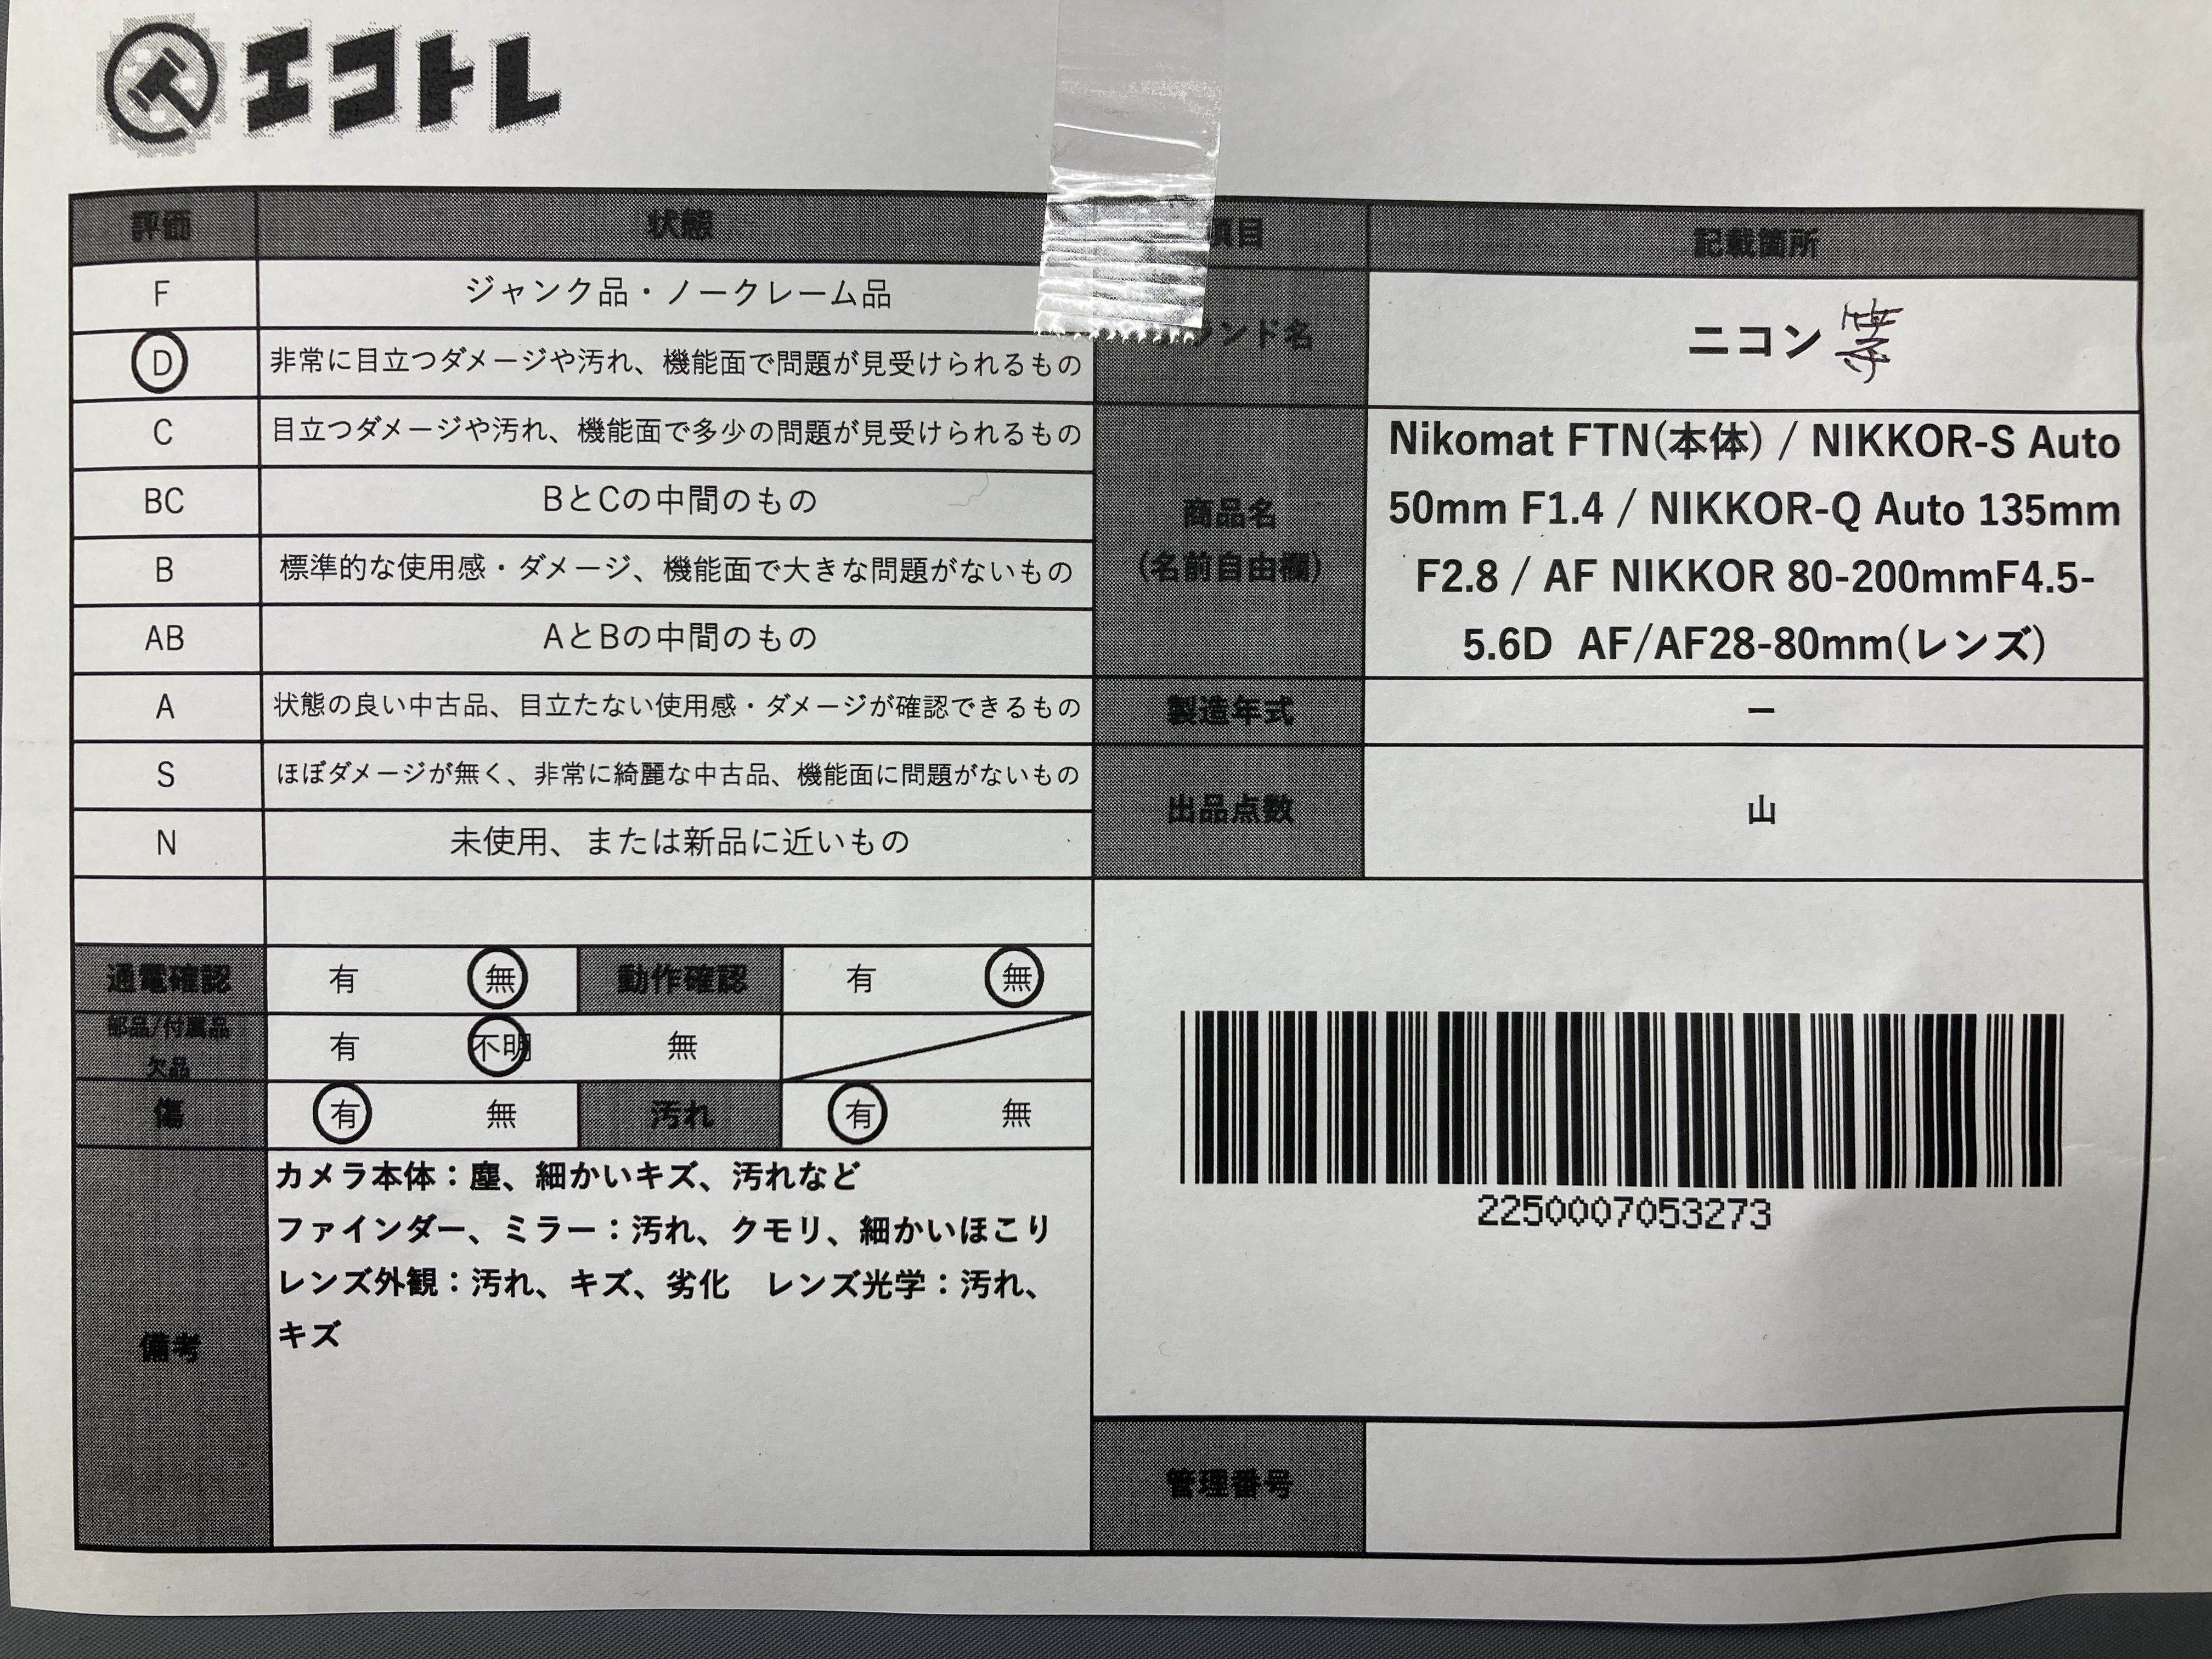 エコトレ
評価 状態
F ジャンク品・ノークレーム品
D 非常に目立つダメージや汚れ、機能面で問題が見受けられるもの
C 目立つダメージや汚れ、機能面で多少の問題が見受けられるもの
BC BとCの中間のもの
B 標準的な使用感・ダメージ、機能面で大きな問題がないもの
AB AとBの中間のもの
A 状態の良い中古品、目立たない使用感・ダメージが確認できるもの
S ほぼダメージが無く、非常に綺麗な中古品、機能面に問題がないもの
N 未使用、または新品に近いもの
通電確認 有 無 動作確認 有 無
部品/付属品
欠品 有 不明 無
傷 有 無 汚れ 有 無
備考
カメラ本体：塵、細かいキズ、汚れなど
ファインダー、ミラー：汚れ、クモリ、細かいほこり
レンズ外観：汚れ、キズ、劣化 レンズ光学：汚れ、
キズ
項目 記載箇所
ランド名 ニコン 等
商品名
(名前自由欄)
Nikomat FTN(本体) / NIKKOR-S Auto
50mm F1.4 / NIKKOR-Q Auto 135mm
F2.8 / AF NIKKOR 80-200mmF4.5-
5.6D AF/AF28-80mm(レンズ)
製造年式 ー
出品点数 山
2250007053273
管理番号